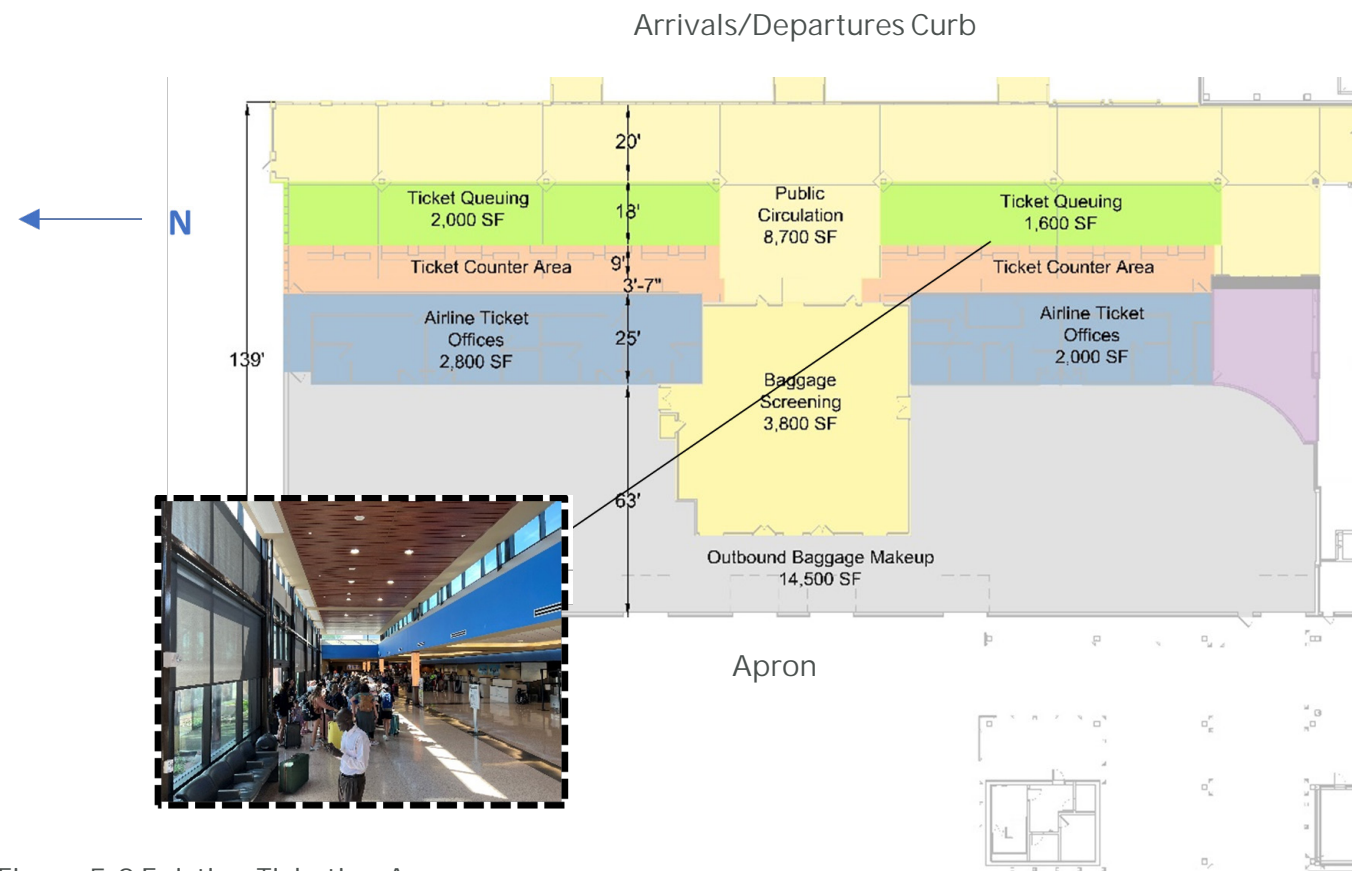 Arrivals/Departures Curb
20'
N
Ticket Queuing
2,000 SF
18'
Public
Circulation
8,700 SF
Ticket Queuing
1,600 SF
Ticket Counter Area
9'
3'-7"
Ticket Counter Area
139'
Airline Ticket
Offices
2,800 SF
25'
Airline Ticket
Offices
2,000 SF
Baggage
Screening
3,800 SF
63'
Outbound Baggage Makeup
14,500 SF
Apron